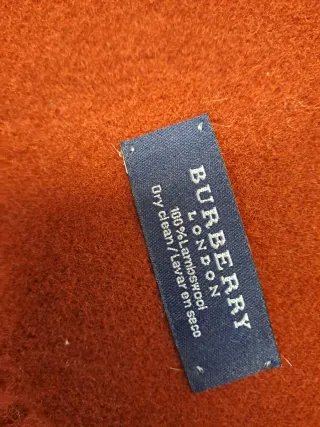 BURBERRY
LONDON
100% Lambswool
Dry clean / Lavar en seco